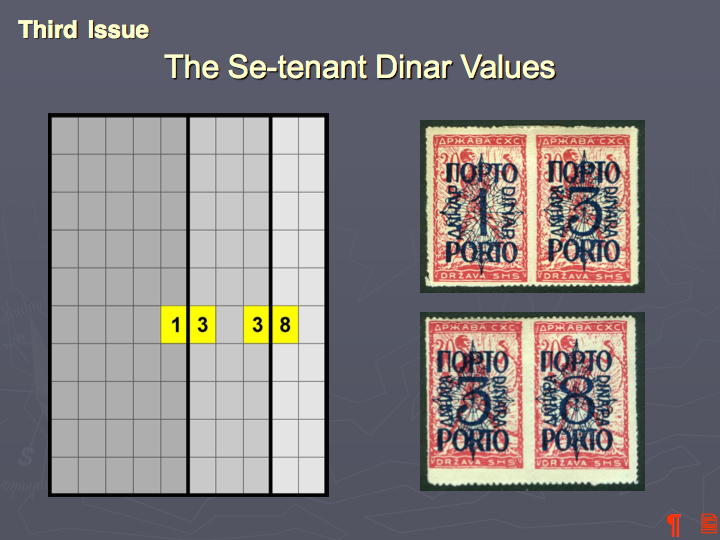 Third Issue
The Se-tenant Dinar Values
1 3 3 8
ДРЖАВА СХС ДРЖАВА СХС
ПОРТО ПОРТО
ДИНАР 1 DINAR ДИНАРА 3 DINARA
PORTO PORTO
DRŽAVA SHS DRŽAVA SHS
ДРЖАВА СХС ДРЖАВА СХС
ПОРТО ПОРТО
ДИНАРА 3 DINARA ДИНАРА 8 DINARA
PORTO PORTO
DRŽAVA SHS DRŽAVA SHS